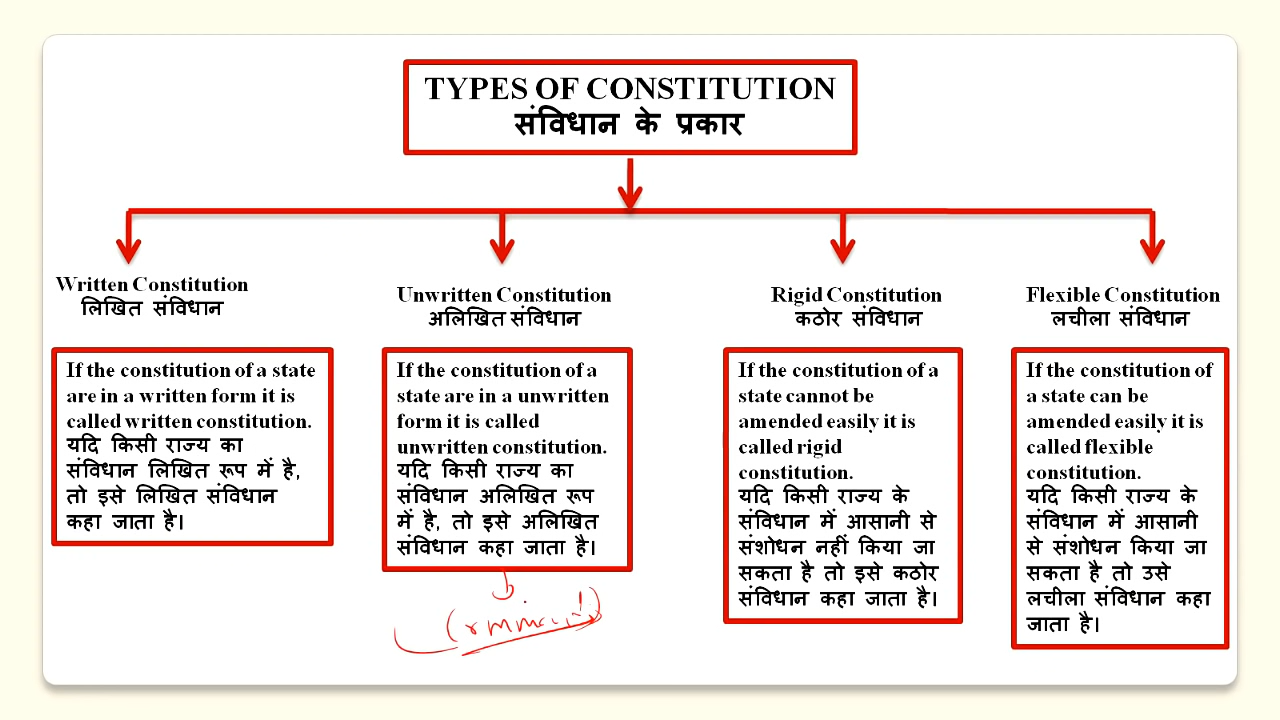 TYPES OF CONSTITUTION
संविधान के प्रकार
Written Constitution
लिखित संविधान
If the constitution of a state
are in a written form it is
called written constitution.
यदि किसी राज्य का
संविधान लिखित रूप में है,
तो इसे लिखित संविधान
कहा जाता है।
Unwritten Constitution
अलिखित संविधान
If the constitution of a
state are in a unwritten
form it is called
unwritten constitution.
यदि किसी राज्य का
संविधान अलिखित रूप
में है, तो इसे अलिखित
संविधान कहा जाता है।
Rigid Constitution
कठोर संविधान
If the constitution of a
state cannot be
amended easily it is
called rigid
constitution.
यदि किसी राज्य के
संविधान में आसानी से
संशोधन नहीं किया जा
सकता है तो इसे कठोर
संविधान कहा जाता है।
Flexible Constitution
लचीला संविधान
If the constitution of
a state can be
amended easily it is
called flexible
constitution.
यदि किसी राज्य के
संविधान में आसानी
से संशोधन किया जा
सकता है तो उसे
लचीला संविधान कहा
जाता है।